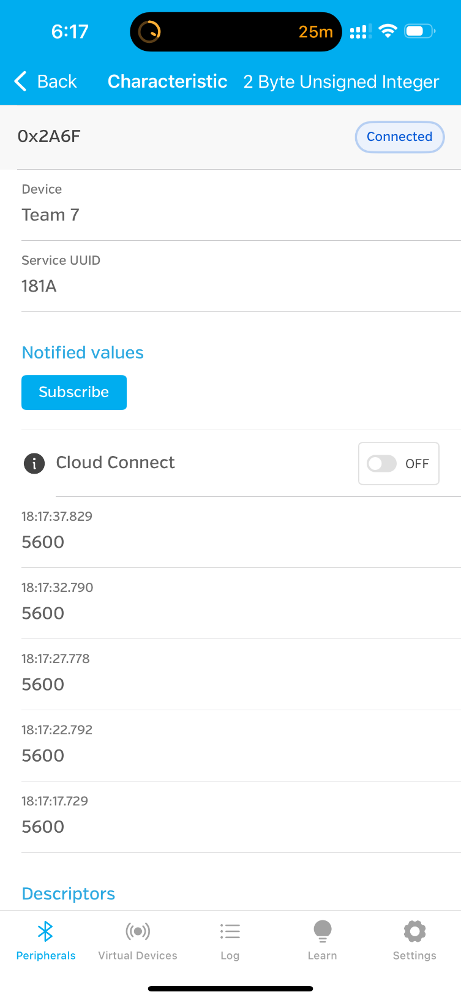 6:17
25m
Back
Characteristic
2 Byte Unsigned Integer
0x2A6F
Connected
Device
Team 7
Service UUID
181A
Notified values
Subscribe
Cloud Connect
OFF
18:17:37.829
5600
18:17:32.790
5600
18:17:27.778
5600
18:17:22.792
5600
18:17:17.729
5600
Descriptors
Peripherals
Virtual Devices
Log
Learn
Settings